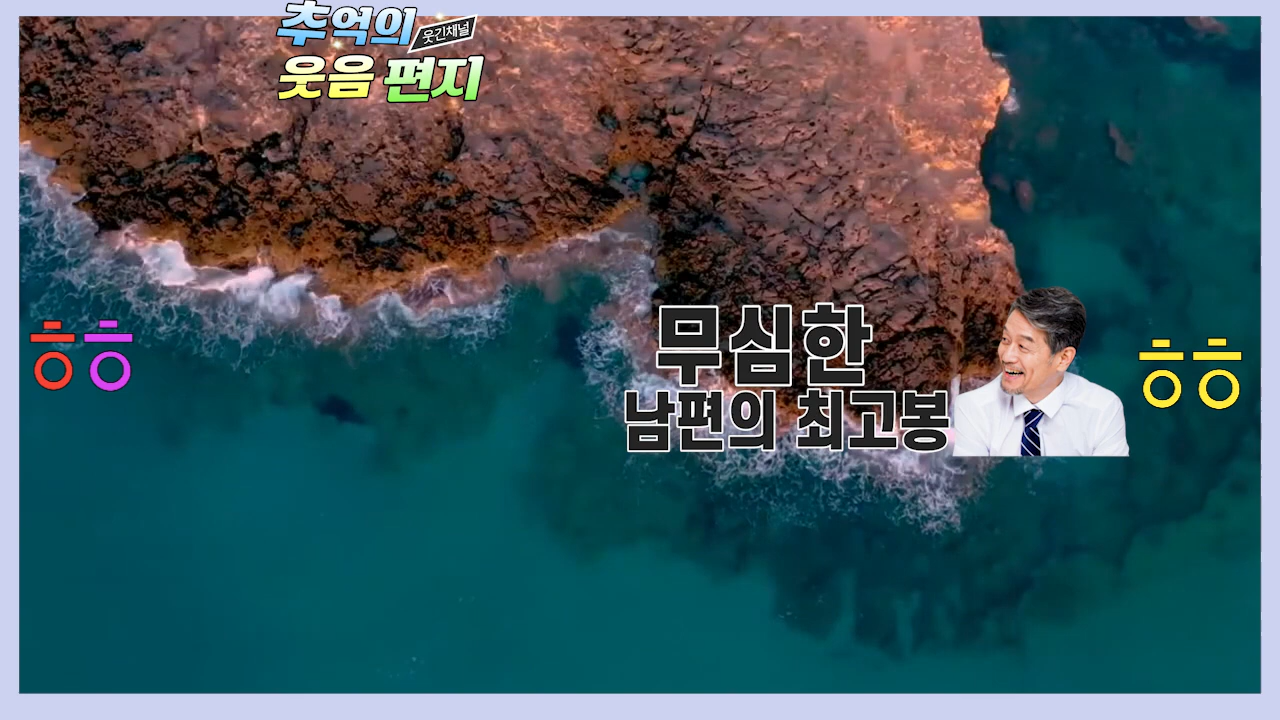 추억의
웃긴채널
웃음 편지
무심한
남편의 최고봉
ㅎㅎ
ㅎㅎ